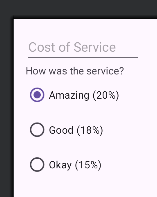 Cost of Service
How was the service?
Amazing (20%)
Good (18%)
Okay (15%)